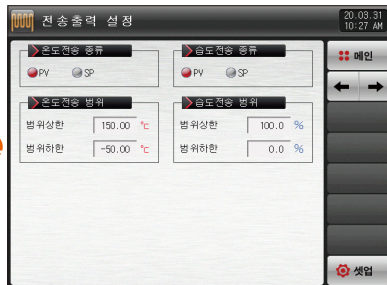 전송출력 설정
20.03.31
10:27 AM
온도전송 종류
PV SP
습도전송 종류
PV SP
온도전송 범위
범위상한 150.00 ℃
범위하한 -50.00 ℃
습도전송 범위
범위상한 100.0 %
범위하한 0.0 %
메인
← →
셋업